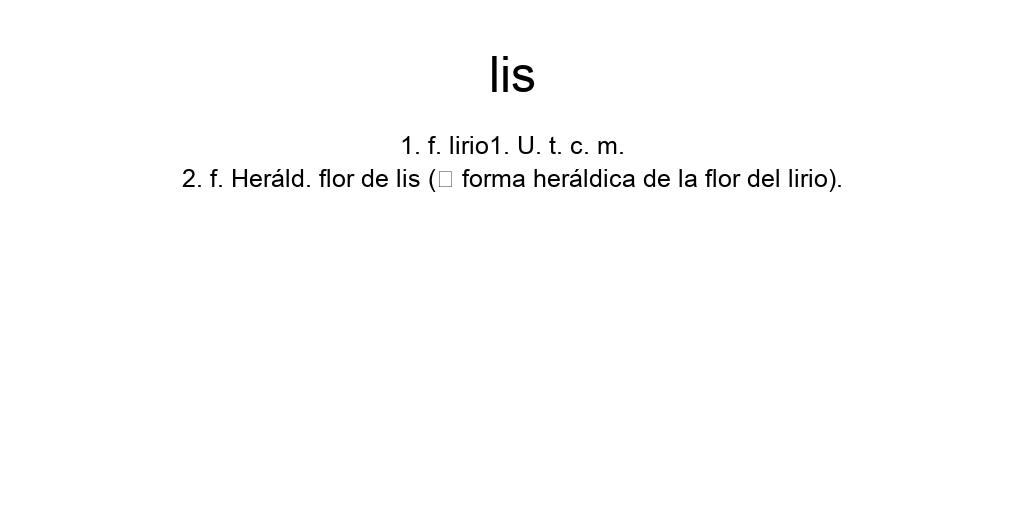 lis
1. f. lirio1. U. t. c. m.
2. f. Heráld. flor de lis (□ forma heráldica de la flor del lirio).